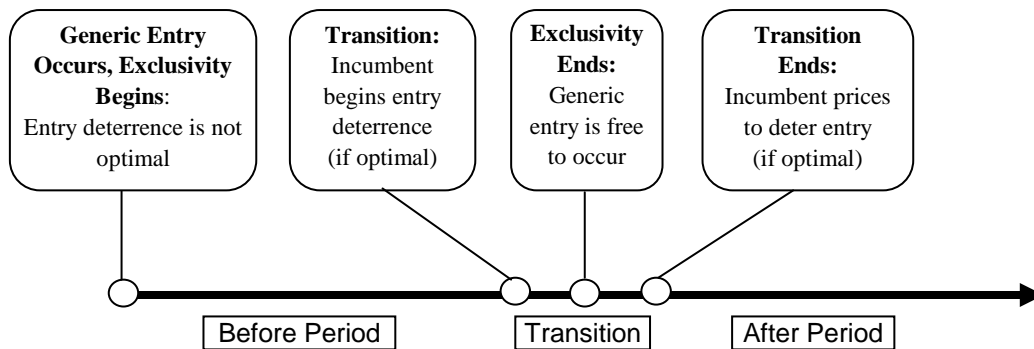 Generic Entry
Occurs, Exclusivity
Begins:
Entry deterrence is not
optimal
Transition:
Incumbent
begins entry
deterrence
(if optimal)
Exclusivity
Ends:
Generic
entry is free
to occur
Transition
Ends:
Incumbent prices
to deter entry
(if optimal)
Before Period
Transition
After Period